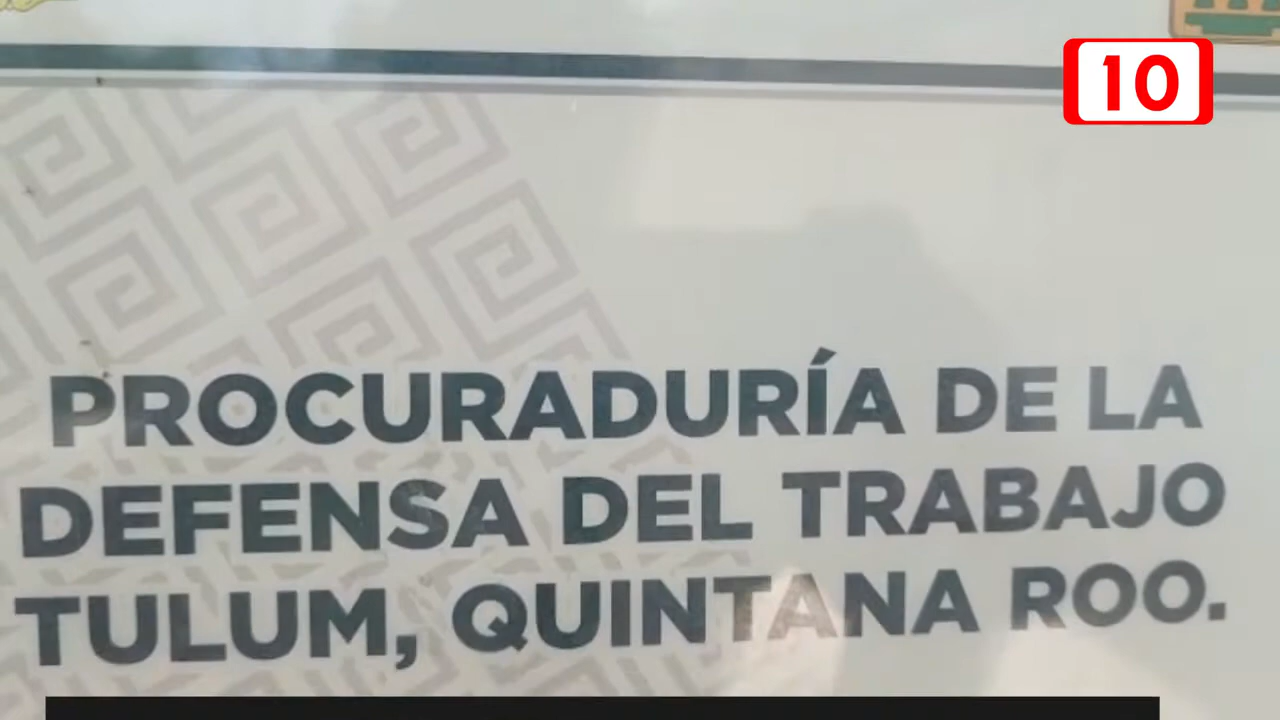 10
PROCURADURÍA DE LA
DEFENSA DEL TRABAJO
TULUM, QUINTANA ROO.